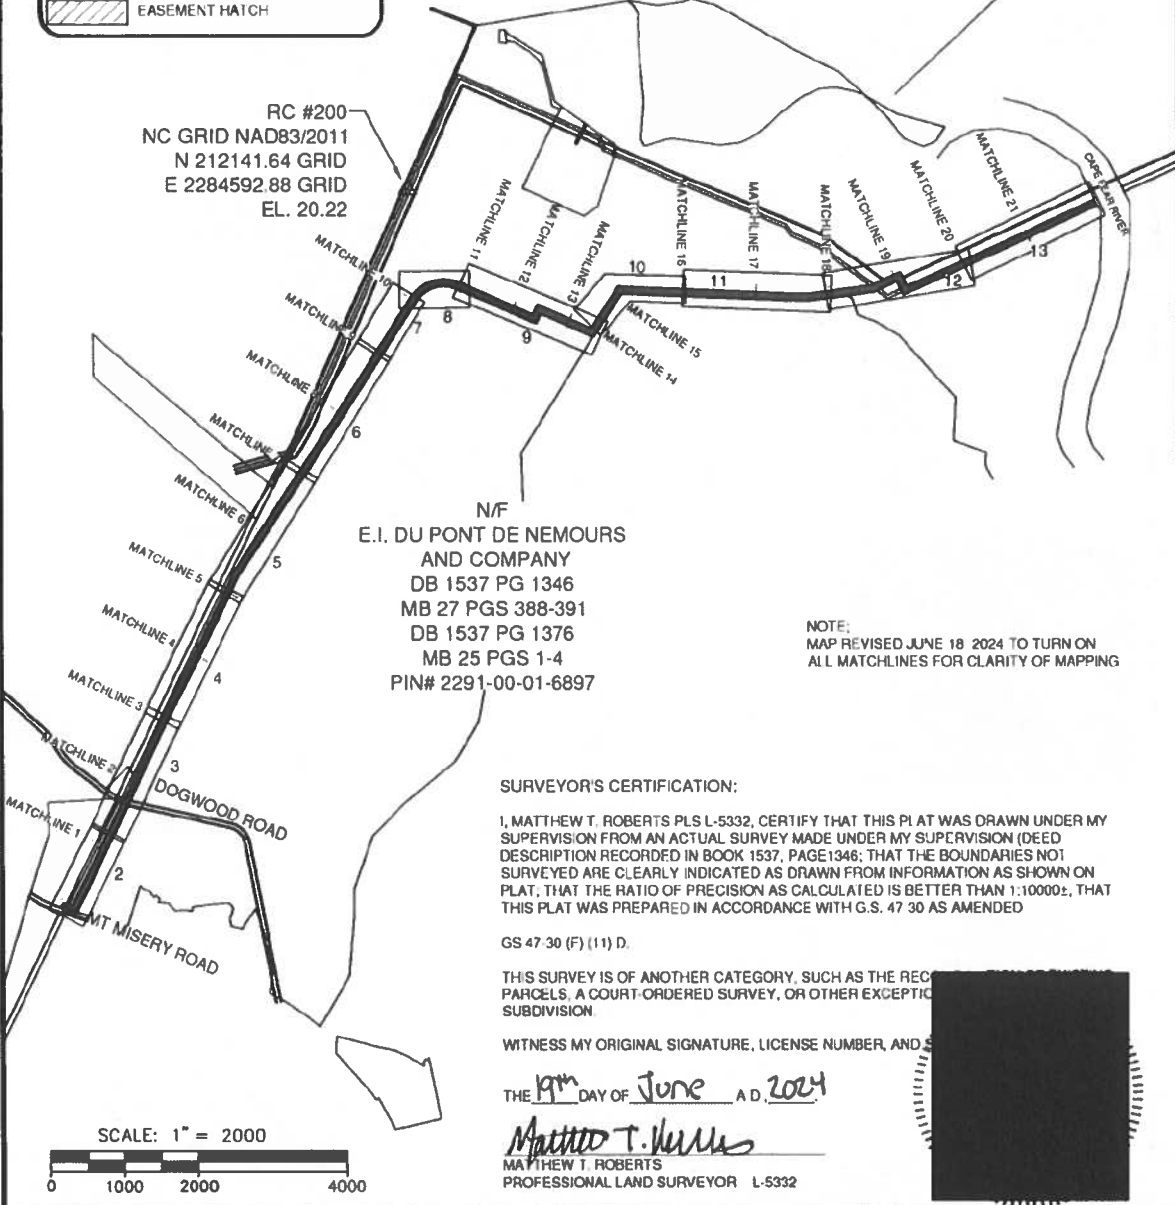 EASEMENT HATCH
RC #200
NC GRID NAD83/2011
N 212141.64 GRID
E 2284592.88 GRID
EL. 20.22
MATCHLINE 11
MATCHLINE 12
MATCHLINE 13
MATCHLINE 16
MATCHLINE 17
MATCHLINE 18
MATCHLINE 19
MATCHLINE 20
MATCHLINE 21
CAPE FEAR RIVER
MATCHLINE 10
MATCHLINE 9
MATCHLINE
MATCHLINE
MATCHLINE 6
MATCHLINE 5
MATCHLINE 4
MATCHLINE 3
MATCHLINE 2
MATCHLINE 1
MATCHLINE 15
MATCHLINE 14
13
12
11
10
9
8
7
6
5
4
3
2
DOGWOOD ROAD
MT MISERY ROAD
N/F
E.I. DU PONT DE NEMOURS
AND COMPANY
DB 1537 PG 1346
MB 27 PGS 388-391
DB 1537 PG 1376
MB 25 PGS 1-4
PIN# 2291-00-01-6897
NOTE:
MAP REVISED JUNE 18 2024 TO TURN ON
ALL MATCHLINES FOR CLARITY OF MAPPING
SURVEYOR'S CERTIFICATION:
I, MATTHEW T. ROBERTS PLS L-5332, CERTIFY THAT THIS PLAT WAS DRAWN UNDER MY
SUPERVISION FROM AN ACTUAL SURVEY MADE UNDER MY SUPERVISION (DEED
DESCRIPTION RECORDED IN BOOK 1537, PAGE1346; THAT THE BOUNDARIES NOT
SURVEYED ARE CLEARLY INDICATED AS DRAWN FROM INFORMATION AS SHOWN ON
PLAT; THAT THE RATIO OF PRECISION AS CALCULATED IS BETTER THAN 1:10000±, THAT
THIS PLAT WAS PREPARED IN ACCORDANCE WITH G.S. 47 30 AS AMENDED
GS 47-30 (F) (11) D.
THIS SURVEY IS OF ANOTHER CATEGORY, SUCH AS THE REC
PARCELS, A COURT-ORDERED SURVEY, OR OTHER EXCEPTIO
SUBDIVISION.
WITNESS MY ORIGINAL SIGNATURE, LICENSE NUMBER, AND
THE 19th DAY OF June A D, 2024.
Matthew T. Roberts
MATTHEW T. ROBERTS
PROFESSIONAL LAND SURVEYOR L-5332
SCALE: 1" = 2000
0 1000 2000 4000